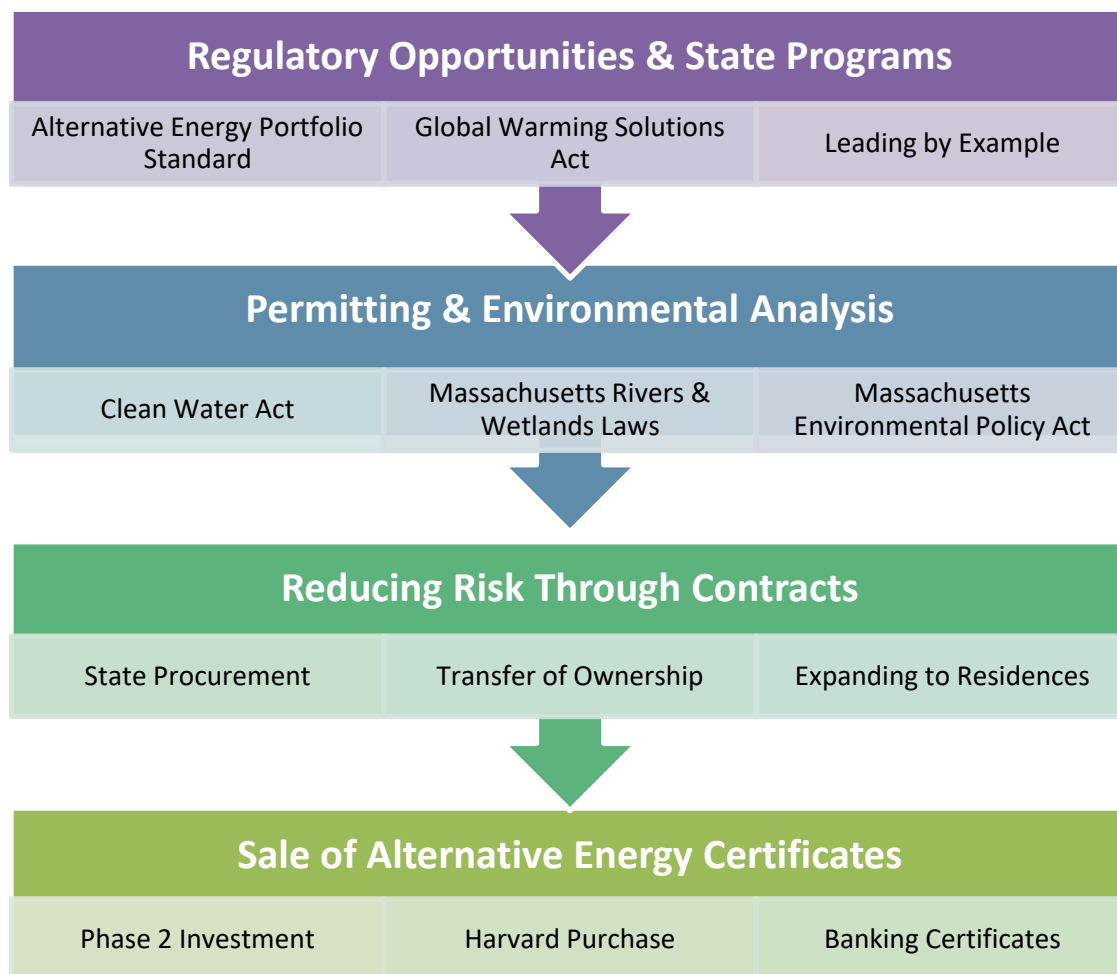 Regulatory Opportunities & State Programs
Alternative Energy Portfolio
Standard
Global Warming Solutions
Act
Leading by Example
Permitting & Environmental Analysis
Clean Water Act
Massachusetts Rivers &
Wetlands Laws
Massachusetts
Environmental Policy Act
Reducing Risk Through Contracts
State Procurement
Transfer of Ownership
Expanding to Residences
Sale of Alternative Energy Certificates
Phase 2 Investment
Harvard Purchase
Banking Certificates